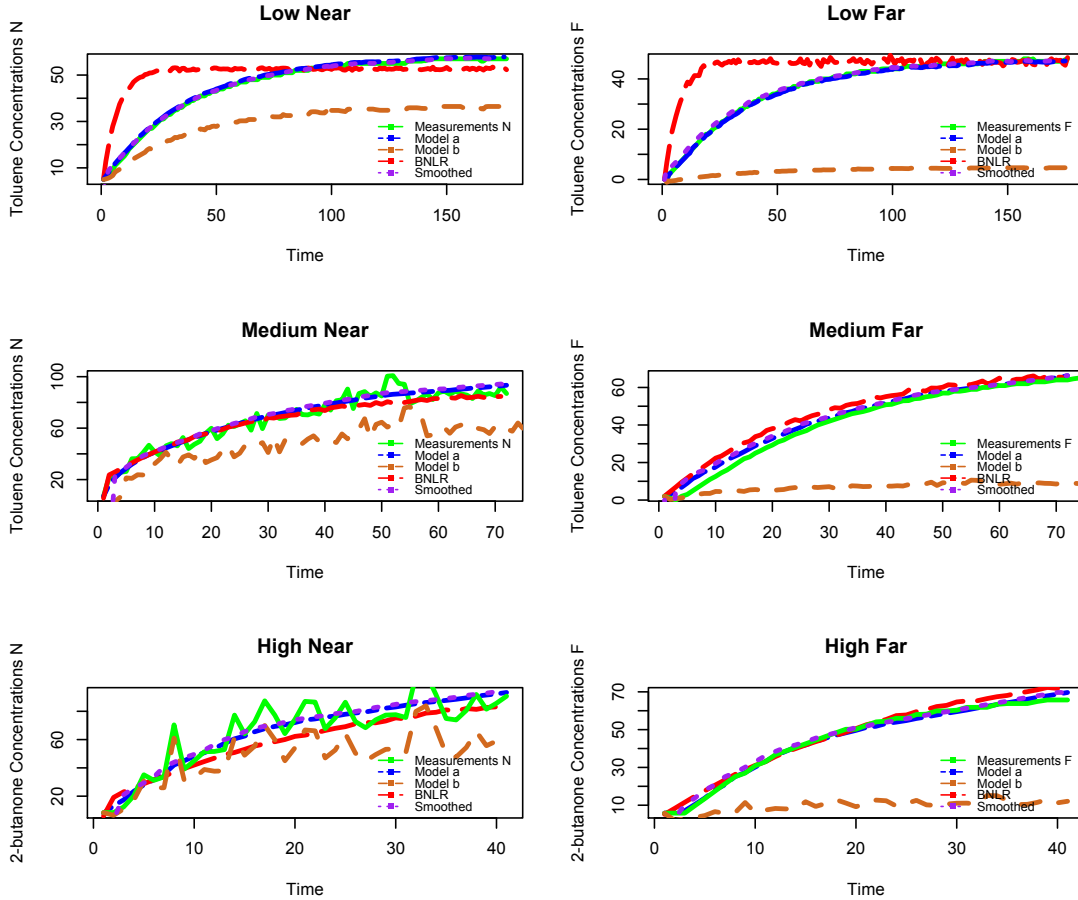 Low Near
Toluene Concentrations N
50
30
10
Measurements N
Model a
Model b
BNLR
Smoothed
0 50 100 150
Time
Low Far
Toluene Concentrations F
40
20
0
Measurements F
Model a
Model b
BNLR
Smoothed
0 50 100 150
Time
Medium Near
Toluene Concentrations N
100
60
20
Measurements N
Model a
Model b
BNLR
Smoothed
0 10 20 30 40 50 60 70
Time
Medium Far
Toluene Concentrations F
60
40
20
0
Measurements F
Model a
Model b
BNLR
Smoothed
0 10 20 30 40 50 60 70
Time
High Near
2-butanone Concentrations N
60
20
Measurements N
Model a
Model b
BNLR
Smoothed
0 10 20 30 40
Time
High Far
2-butanone Concentrations F
70
50
30
10
Measurements F
Model a
Model b
BNLR
Smoothed
0 10 20 30 40
Time